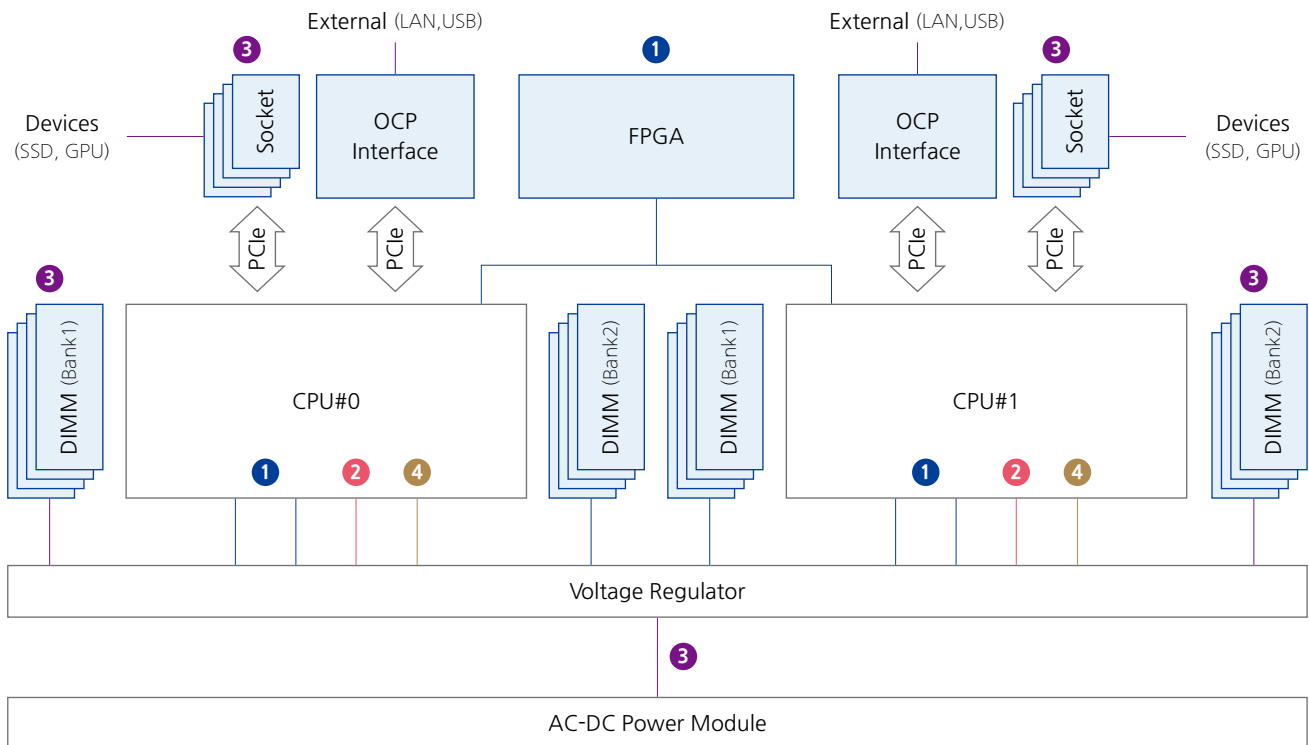 External (LAN,USB)
External (LAN,USB)
3
1
3
Devices
(SSD, GPU)
Socket
OCP
Interface
FPGA
OCP
Interface
Socket
Devices
(SSD, GPU)
PCIe
PCIe
PCIe
PCIe
3
3
DIMM (Bank1)
CPU#0
DIMM (Bank2)
DIMM (Bank1)
CPU#1
DIMM (Bank2)
1
2
4
1
2
4
Voltage Regulator
3
AC-DC Power Module